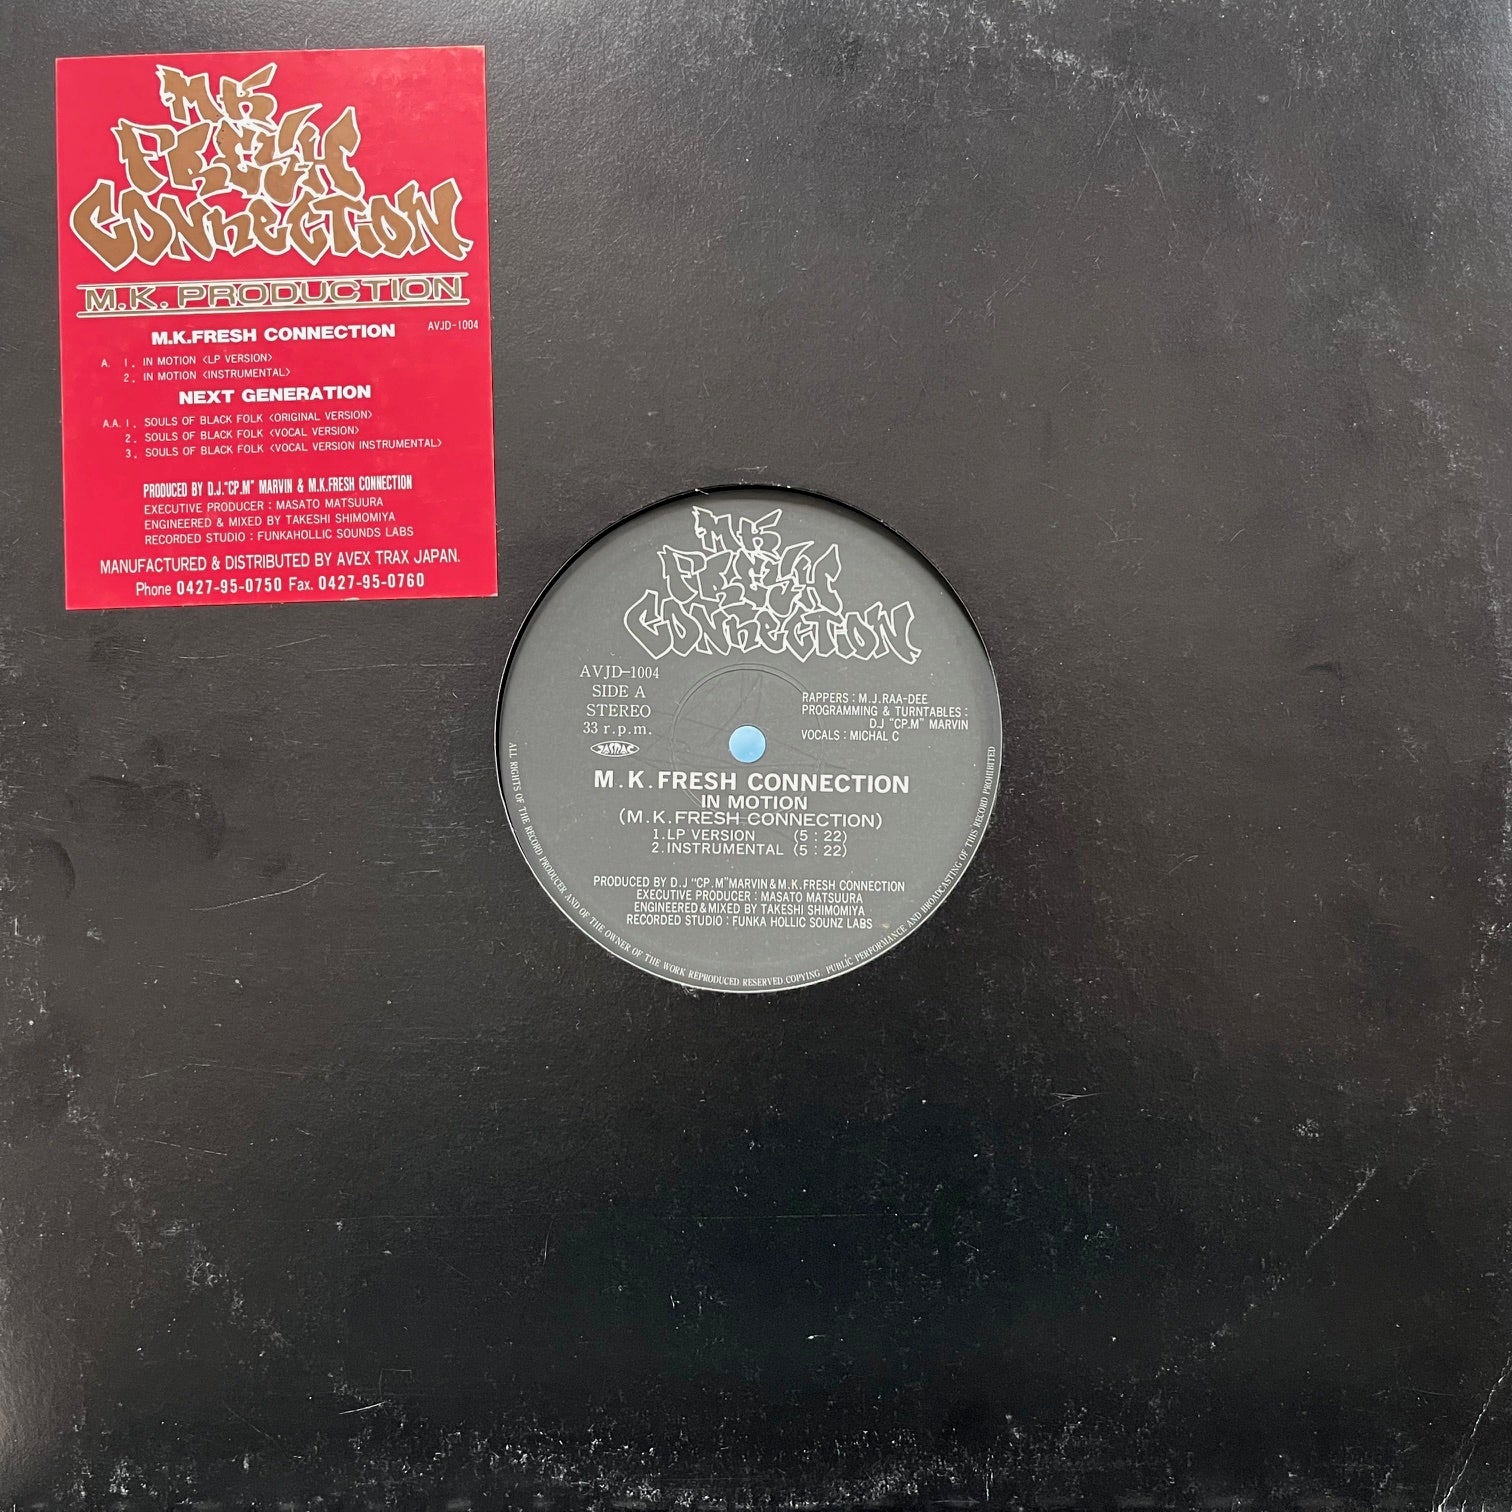 MK
FRESH
CONNECTION
M.K. PRODUCTION
M.K.FRESH CONNECTION AVJD-1004
A. 1. IN MOTION <LP VERSION>
2. IN MOTION <INSTRUMENTAL>
NEXT GENERATION
A.A. 1. SOULS OF BLACK FOLK <ORIGINAL VERSION>
2. SOULS OF BLACK FOLK <VOCAL VERSION>
3. SOULS OF BLACK FOLK <VOCAL VERSION INSTRUMENTAL>
PRODUCED BY D.J."CP.M" MARVIN & M.K.FRESH CONNECTION
EXECUTIVE PRODUCER : MASATO MATSUURA
ENGINEERED & MIXED BY TAKESHI SHIMOMIYA
RECORDED STUDIO : FUNKAHOLLIC SOUNDS LABS
MANUFACTURED & DISTRIBUTED BY AVEX TRAX JAPAN.
Phone 0427-95-0750 Fax. 0427-95-0760
MK
FRESH
CONNECTION
AVJD-1004
SIDE A
STEREO
33 r.p.m.
JASRAC
RAPPERS : M.J.RAA-DEE
PROGRAMMING & TURNTABLES :
D.J "CP.M" MARVIN
VOCALS : MICHAL C
M.K.FRESH CONNECTION
IN MOTION
(M.K.FRESH CONNECTION)
1.LP VERSION (5 : 22)
2.INSTRUMENTAL (5 : 22)
PRODUCED BY D.J "CP.M"MARVIN&M.K.FRESH CONNECTION
EXECUTIVE PRODUCER : MASATO MATSUURA
ENGINEERED&MIXED BY TAKESHI SHIMOMIYA
RECORDED STUDIO : FUNKA HOLLIC SOUNZ LABS
ALL RIGHTS OF THE RECORD PRODUCER AND OF THE OWNER OF THE WORK REPRODUCED RESERVED COPYING PUBLIC PERFORMANCE AND BROADCASTING OF THIS RECORD PROHIBITED